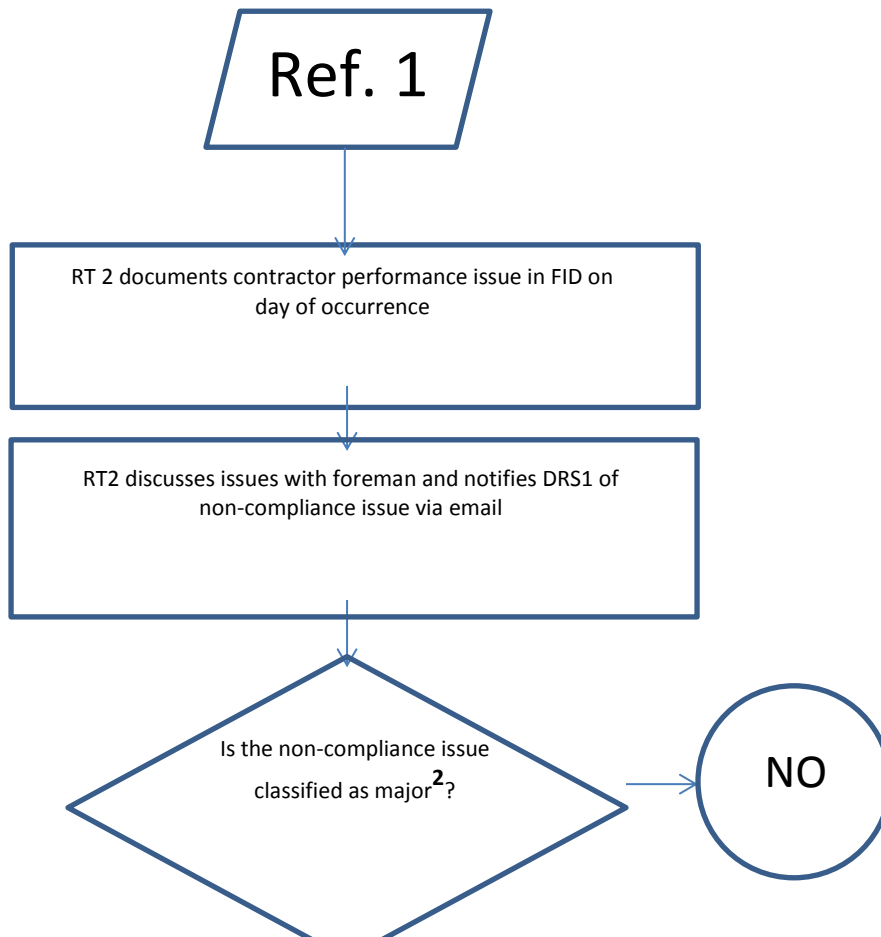 Ref. 1
RT 2 documents contractor performance issue in FID on
day of occurrence
RT2 discusses issues with foreman and notifies DRS1 of
non-compliance issue via email
Is the non-compliance issue
classified as major²?
NO